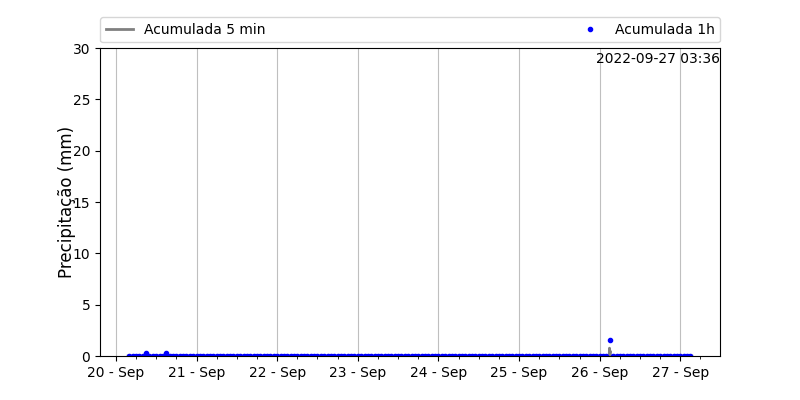 Acumulada 5 min
Acumulada 1h
2022-09-27 03:36
Precipitação (mm)
30
25
20
15
10
5
0
20 - Sep
21 - Sep
22 - Sep
23 - Sep
24 - Sep
25 - Sep
26 - Sep
27 - Sep